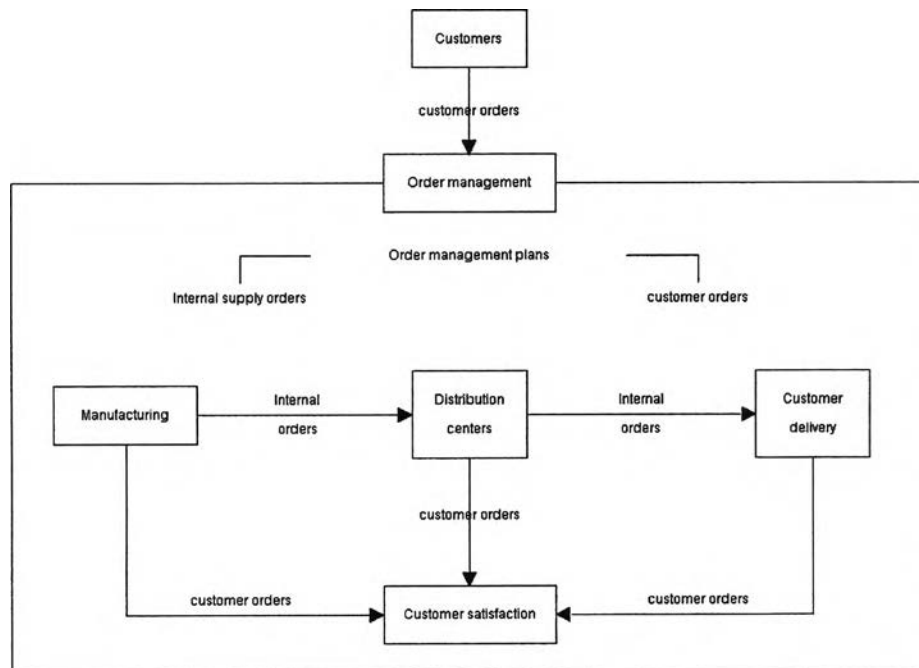 Customers
customer orders
Order management
Order management plans
Internal supply orders
customer orders
Manufacturing
Internal
orders
Distribution
centers
Internal
orders
Customer
delivery
customer orders
customer orders
Customer satisfaction
customer orders